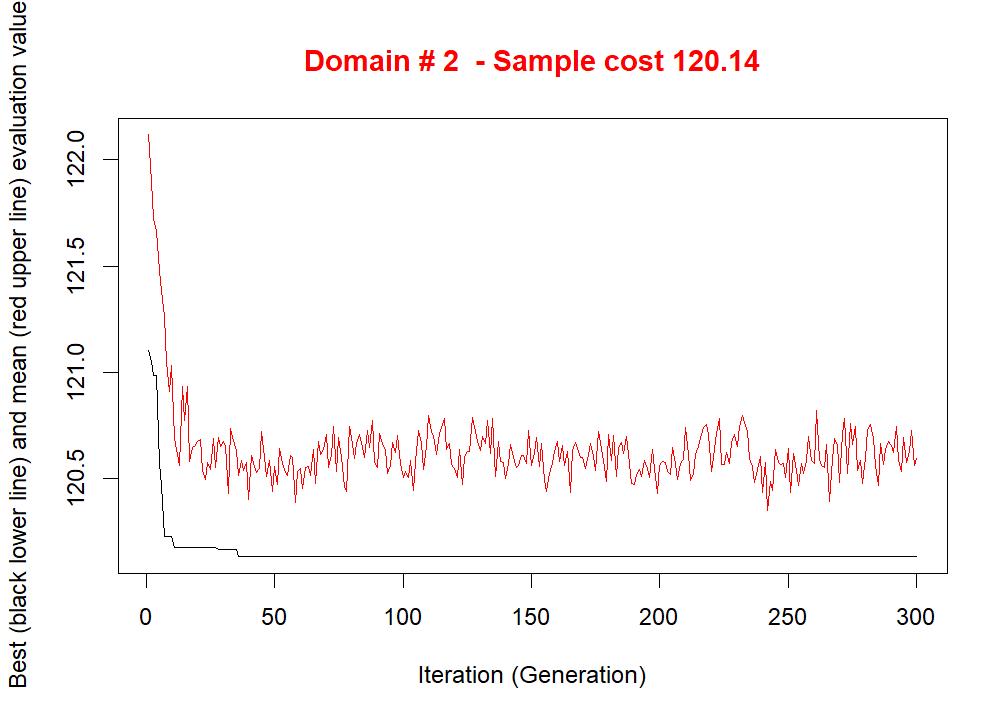 Domain # 2  - Sample cost 120.14
Best (black lower line) and mean (red upper line) evaluation value
122.0
121.5
121.0
120.5
0 50 100 150 200 250 300
Iteration (Generation)